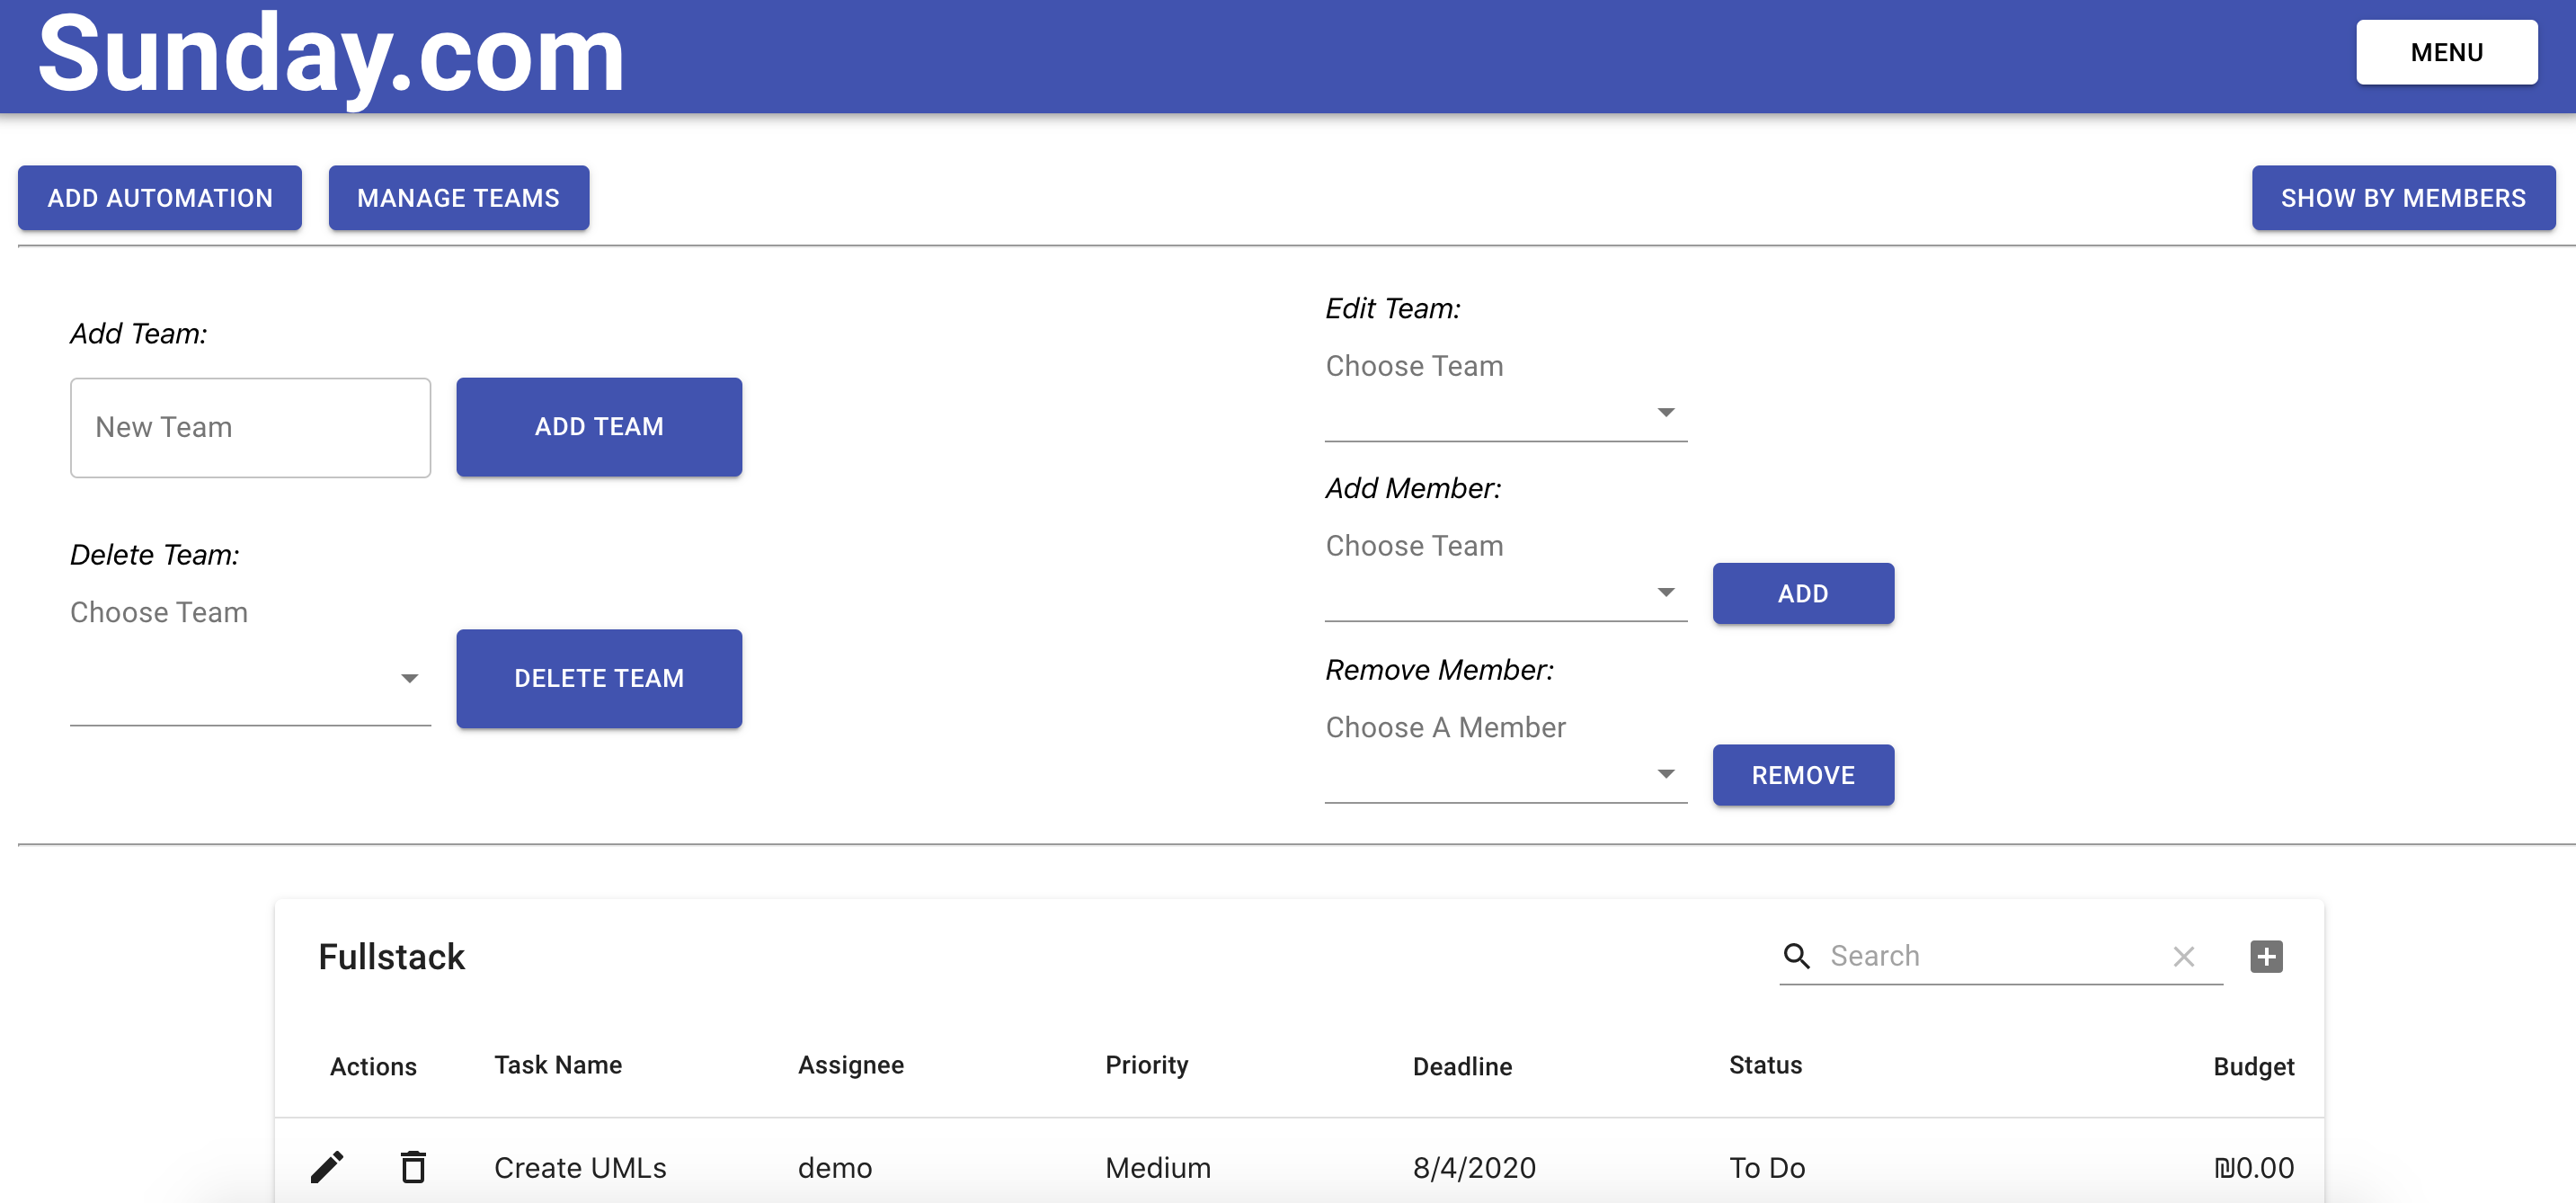 Sunday.com
MENU
ADD AUTOMATION
MANAGE TEAMS
SHOW BY MEMBERS
Add Team:
New Team
ADD TEAM
Delete Team:
Choose Team
DELETE TEAM
Edit Team:
Choose Team
Add Member:
Choose Team
ADD
Remove Member:
Choose A Member
REMOVE
Fullstack
Search
Actions Task Name Assignee Priority Deadline Status Budget
Create UMLs demo Medium 8/4/2020 To Do ₪0.00